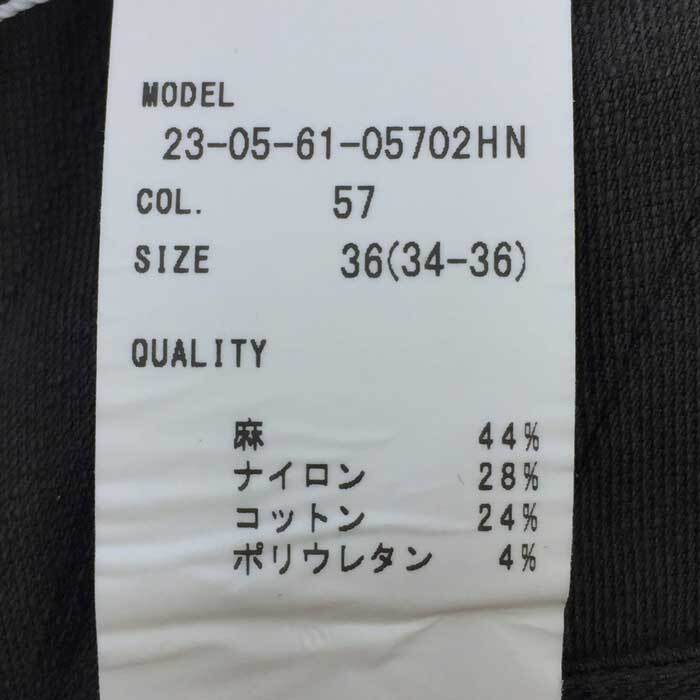 MODEL
23-05-61-05702HN
COL. 57
SIZE 36(34-36)
QUALITY
麻 44%
ナイロン 28%
コットン 24%
ポリウレタン 4%